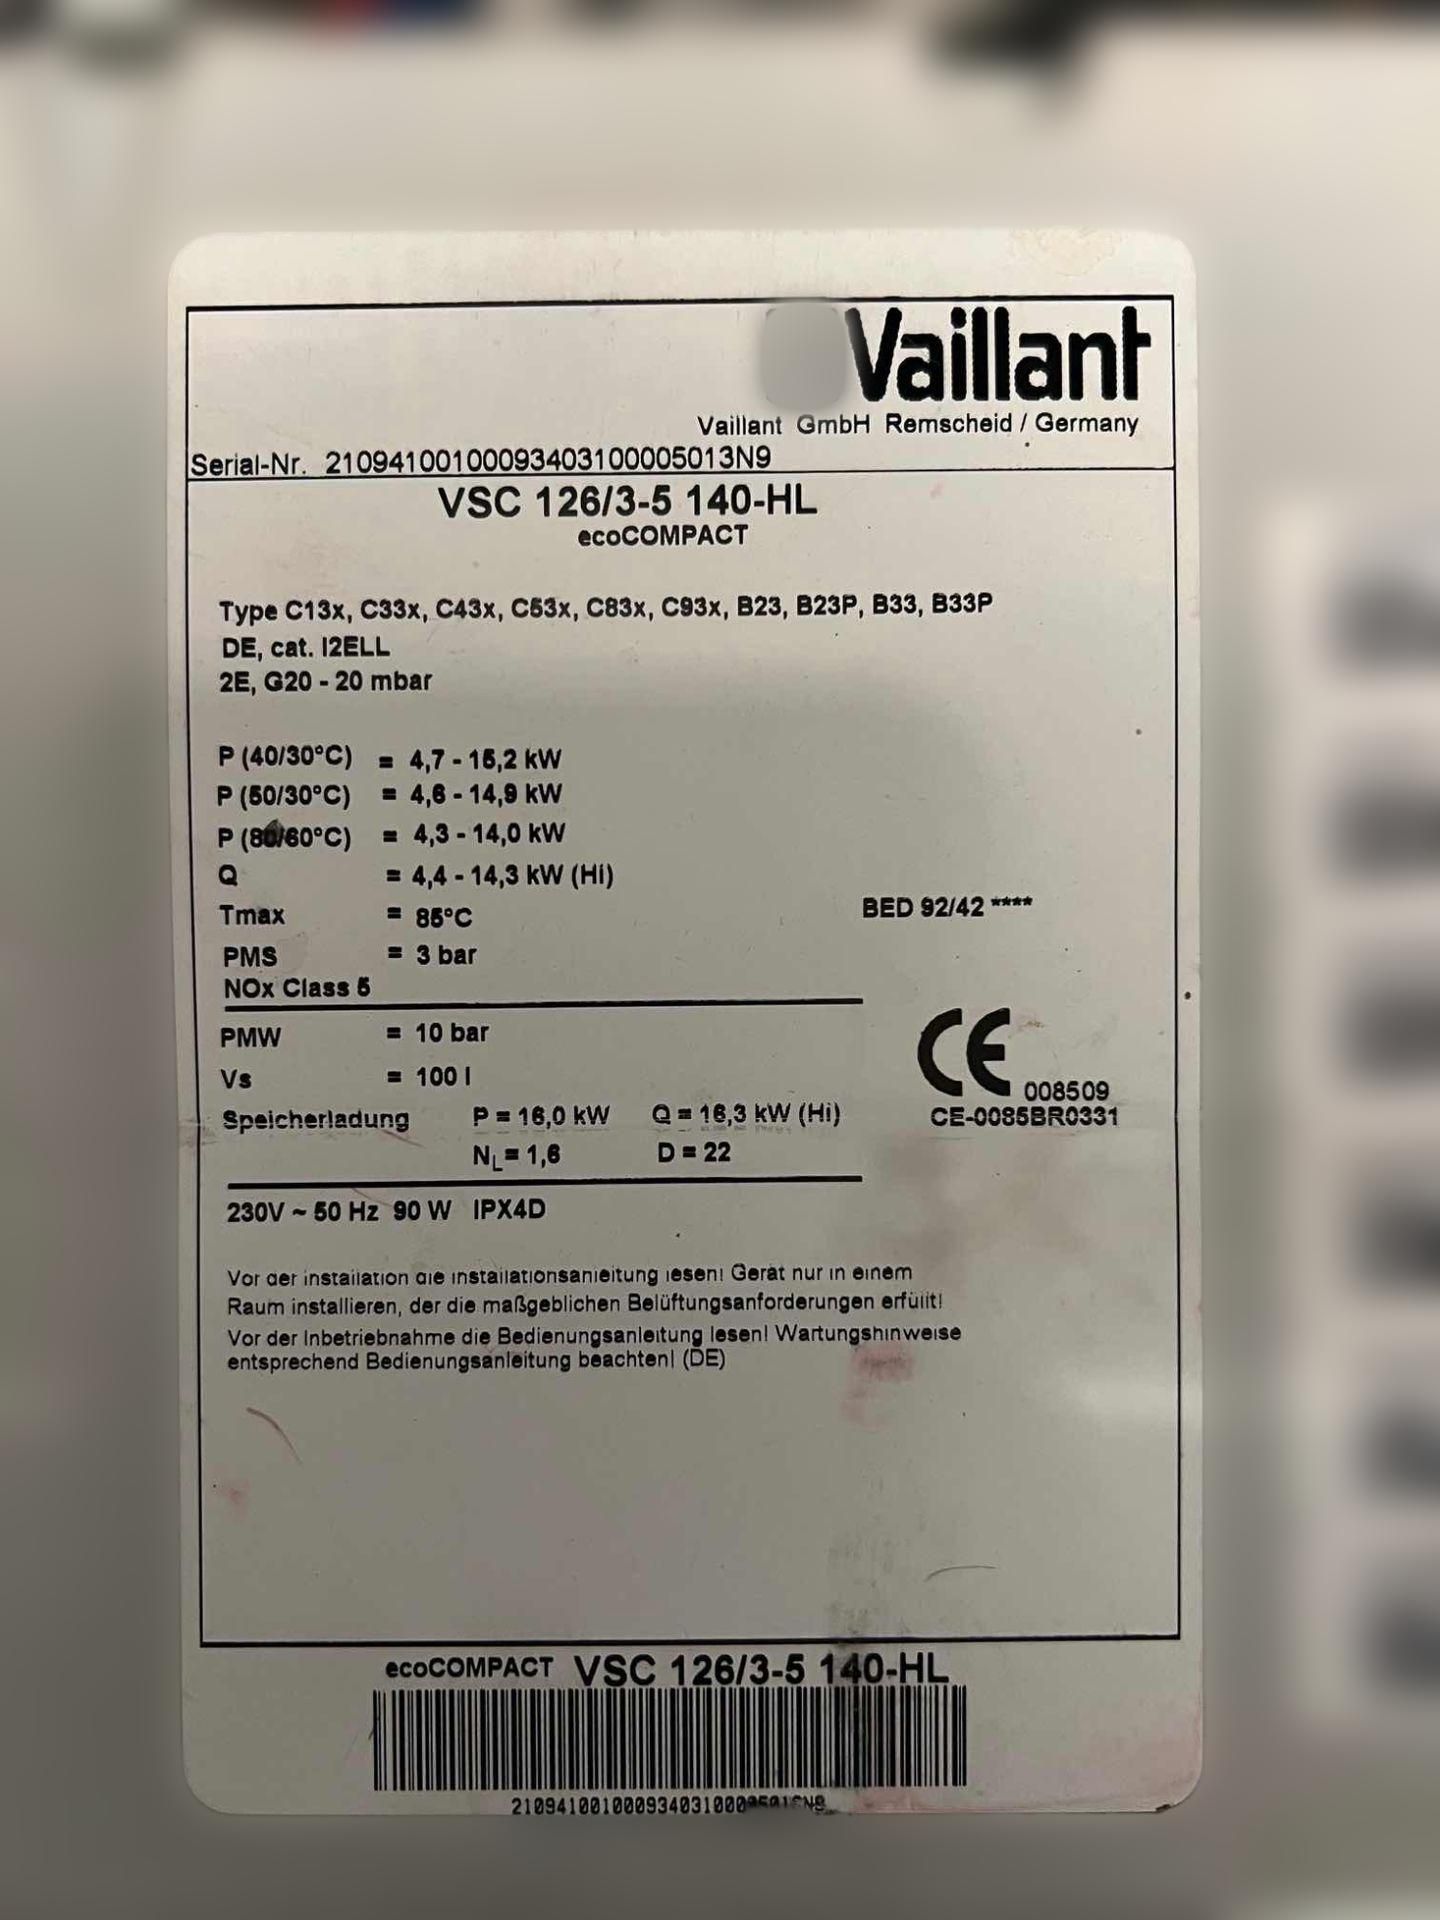 Vaillant
Vaillant GmbH Remscheid / Germany
Serial-Nr. 21094100100093403100005013N9
VSC 126/3-5 140-HL
ecoCOMPACT
Type C13x, C33x, C43x, C53x, C83x, C93x, B23, B23P, B33, B33P
DE, cat. I2ELL
2E, G20 - 20 mbar
P (40/30°C) = 4,7 - 15,2 kW
P (50/30°C) = 4,6 - 14,9 kW
P (80/60°C) = 4,3 - 14,0 kW
Q = 4,4 - 14,3 kW (Hi)
Tmax = 85°C
BED 92/42 ****
PMS = 3 bar
NOx Class 5
PMW = 10 bar
Vs = 100 l
CE 008509
Speicherladung P = 16,0 kW Q = 16,3 kW (Hi)
CE-0085BR0331
NL = 1,6 D = 22
230V ~ 50 Hz 90 W IPX4D
Vor der Installation die Installationsanleitung lesen! Gerät nur in einem
Raum installieren, der die maßgeblichen Belüftungsanforderungen erfüllt!
Vor der Inbetriebnahme die Bedienungsanleitung lesen! Wartungshinweise
entsprechend Bedienungsanleitung beachten! (DE)
ecoCOMPACT VSC 126/3-5 140-HL
21094100100093403100005013N9